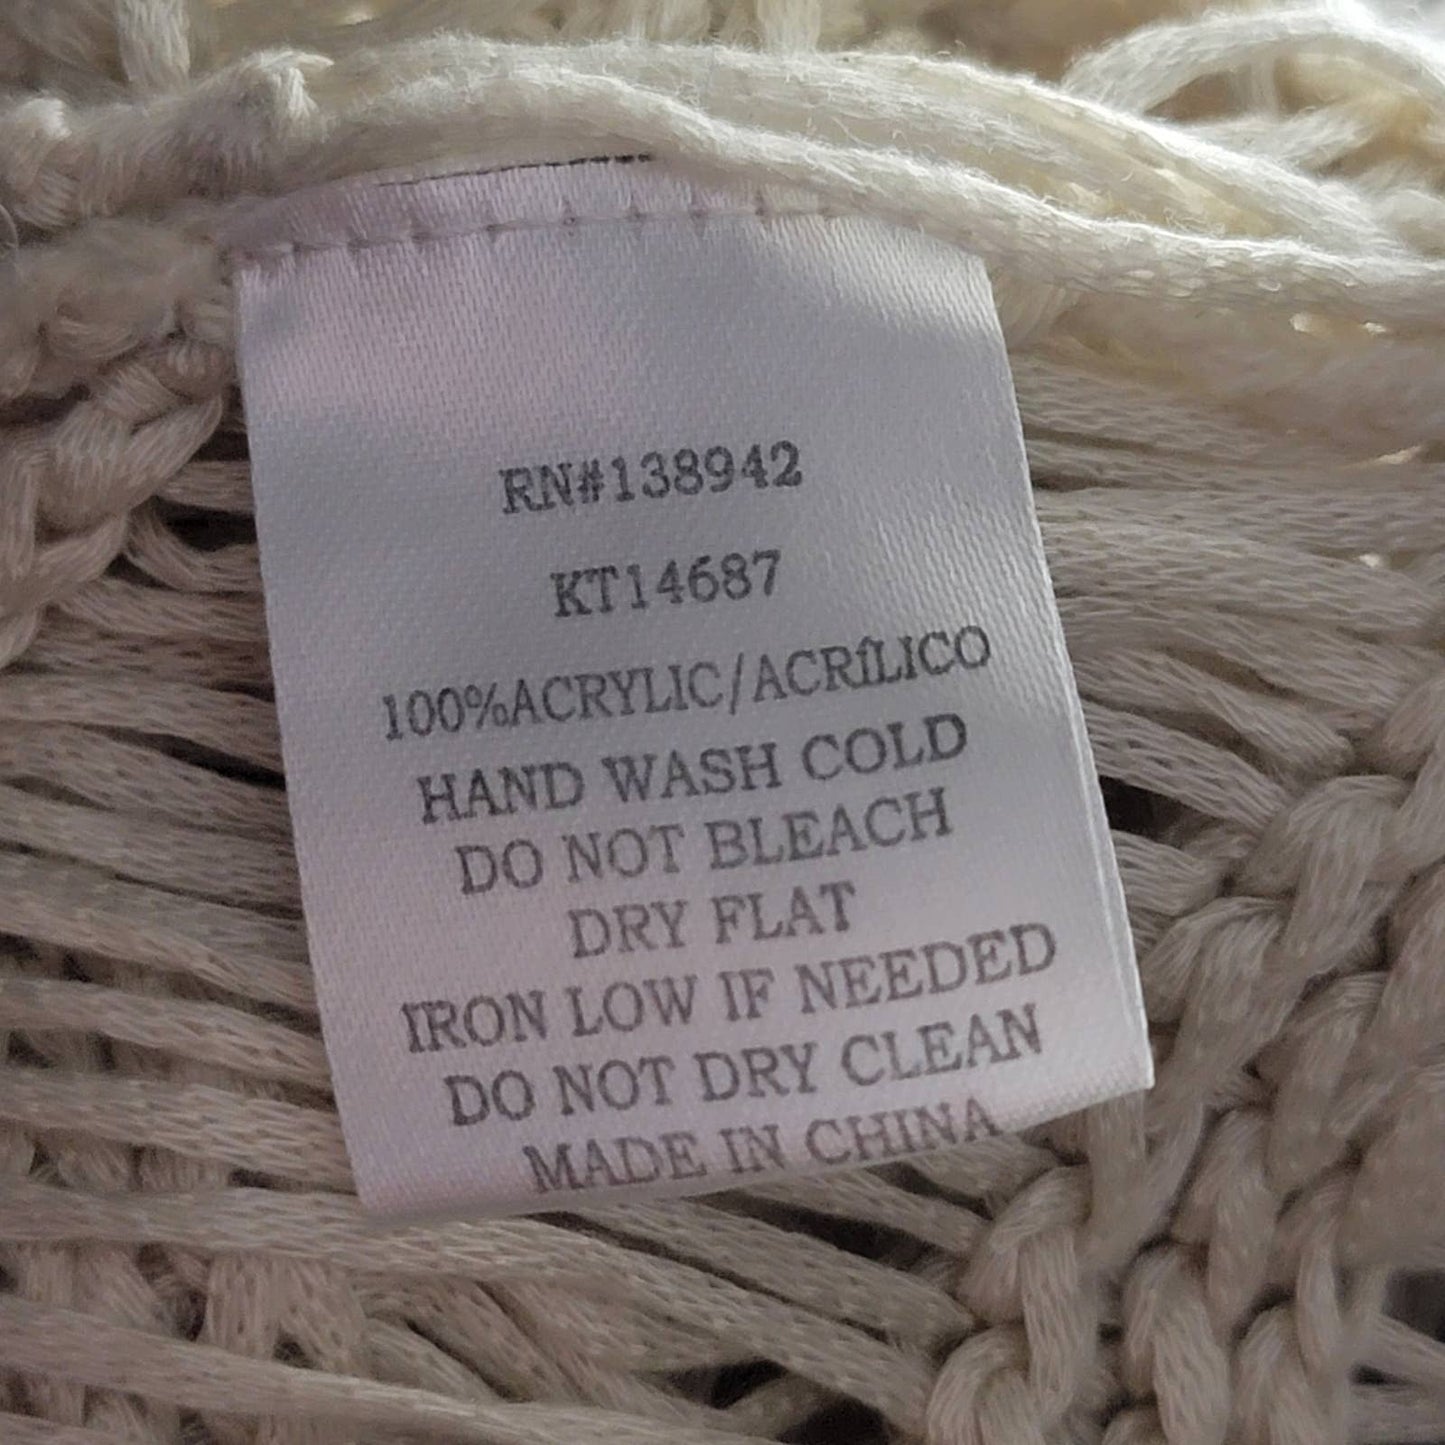 RN#138942
KT14687
100%ACRYLIC/ACRÍLICO
HAND WASH COLD
DO NOT BLEACH
DRY FLAT
IRON LOW IF NEEDED
DO NOT DRY CLEAN
MADE IN CHINA